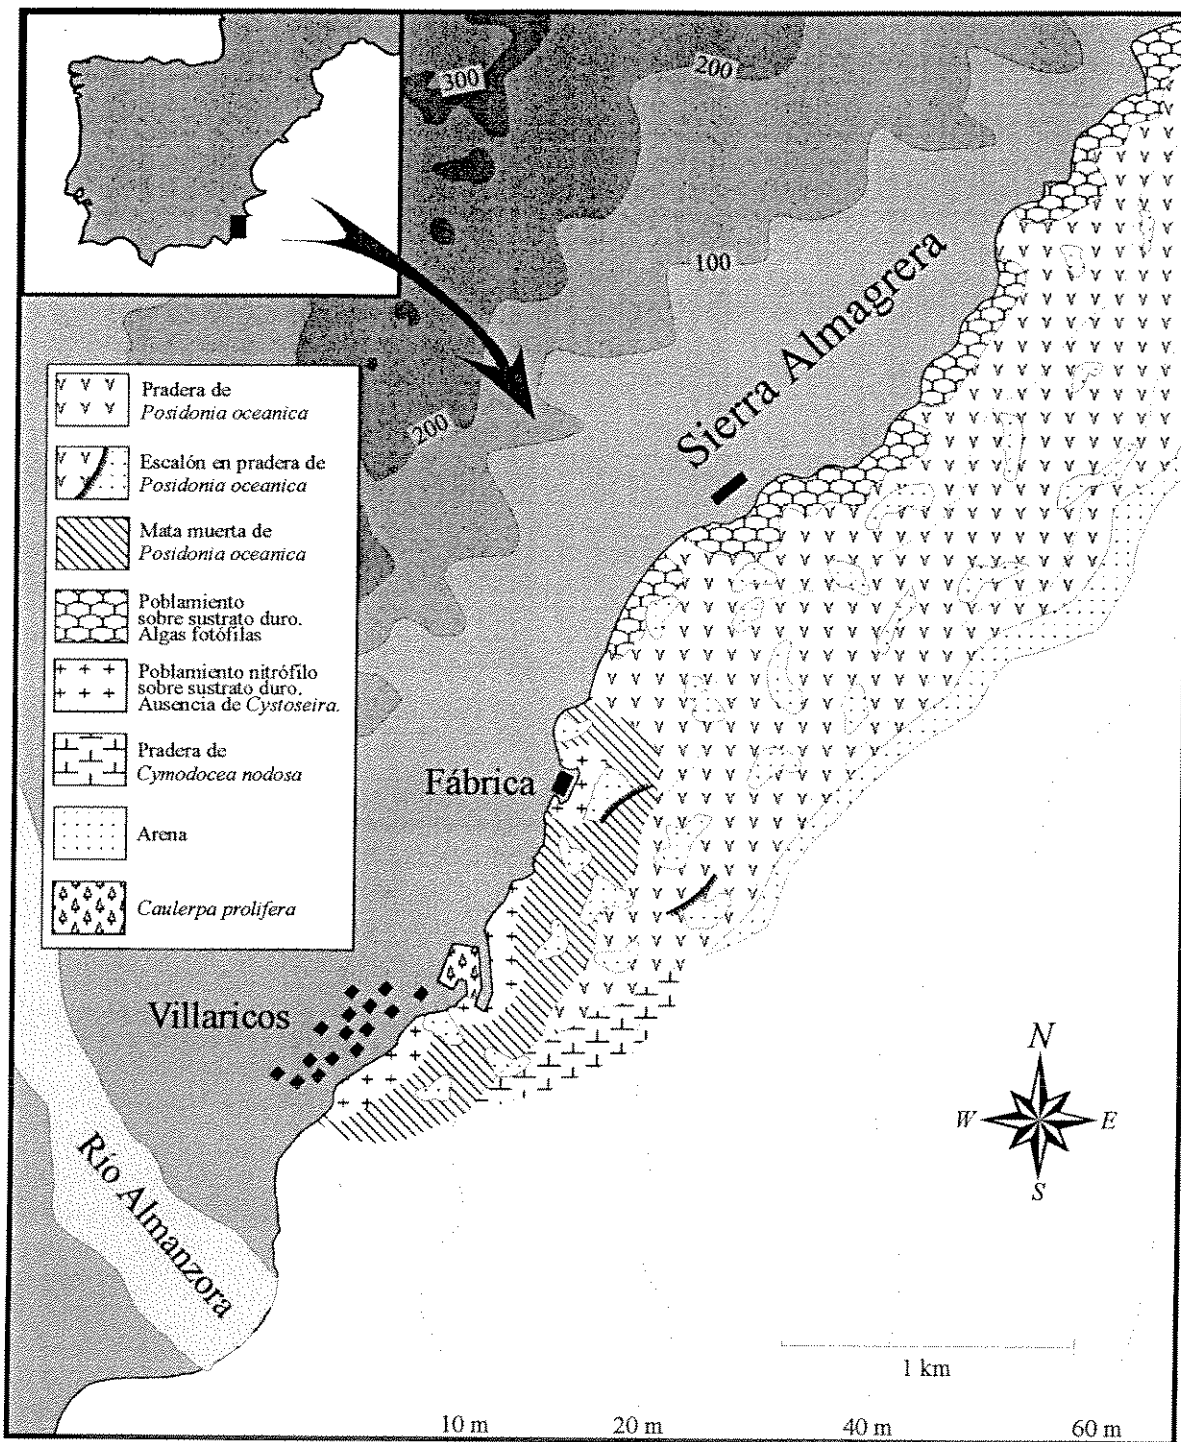 300
200
100
200
Sierra Almagrera
Pradera de
Posidonia oceanica
Escalón en pradera de
Posidonia oceanica
Mata muerta de
Posidonia oceanica
Poblamiento
sobre sustrato duro.
Algas fotófilas
Poblamiento nitrófilo
sobre sustrato duro.
Ausencia de Cystoseira.
Pradera de
Cymodocea nodosa
Arena
Caulerpa prolifera
Fábrica
Villaricos
Río Almanzora
N
W
E
S
1 km
10 m
20 m
40 m
60 m